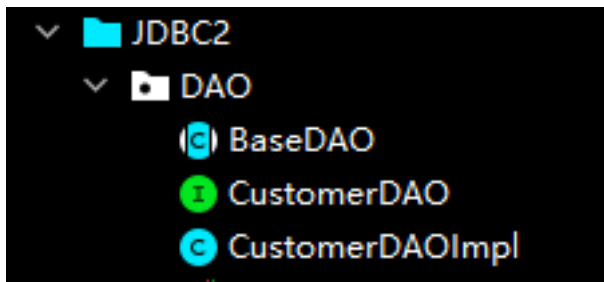 JDBC2
DAO
C BaseDAO
I CustomerDAO
C CustomerDAOImpl